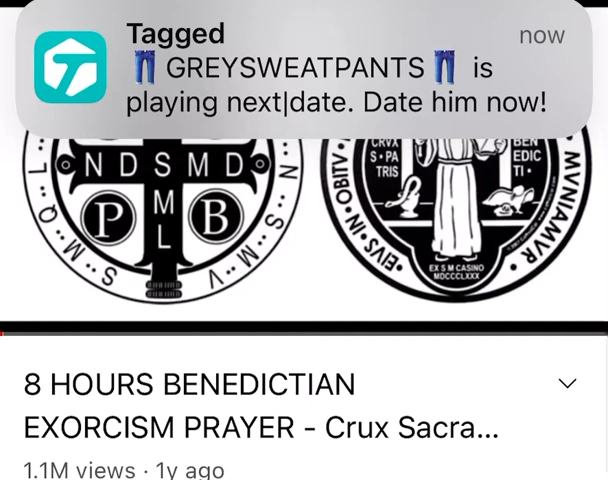 Tagged now
👖 GREYSWEATPANTS 👖 is
playing next|date. Date him now!
N D S M D
P M B
L
CRVX
S•PA
TRIS
BEN
EDIC
TI•
EIVS•IN•OBITV•
MVNIAMVR•
EX S M CASINO
MDCCCLXXX
N•S•M•V
S•M•Q•L
8 HOURS BENEDICTIAN
EXORCISM PRAYER - Crux Sacra...
1.1M views · 1y ago